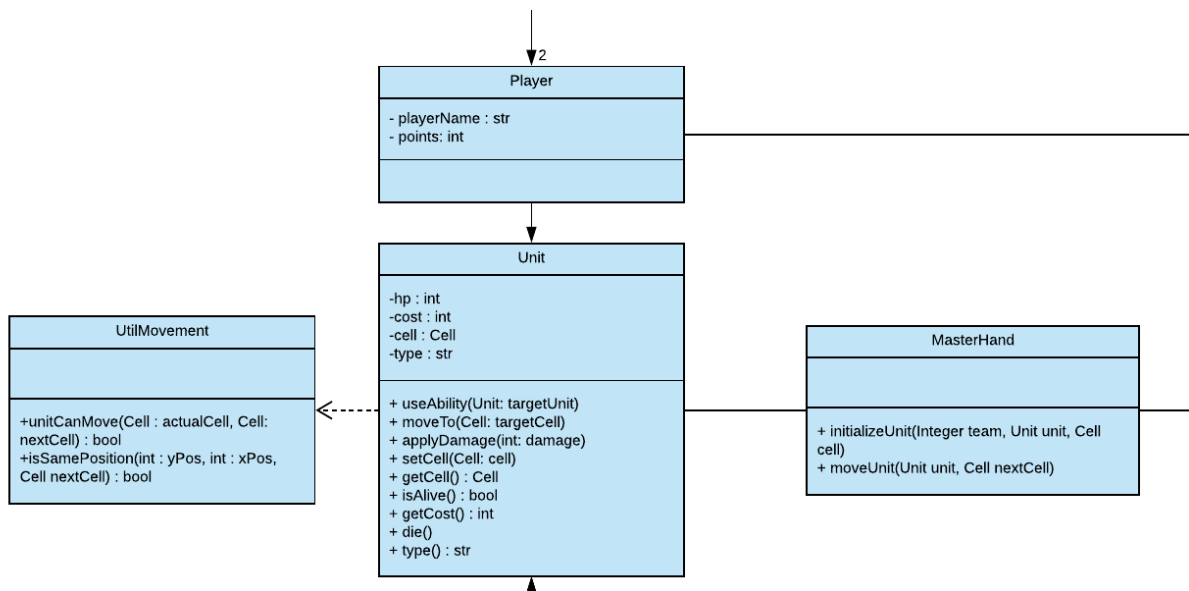 2
Player
- playerName : str
- points: int
Unit
-hp : int
-cost : int
-cell : Cell
-type : str
+ useAbility(Unit: targetUnit)
+ moveTo(Cell: targetCell)
+ applyDamage(int: damage)
+ setCell(Cell: cell)
+ getCell() : Cell
+ isAlive() : bool
+ getCost() : int
+ die()
+ type() : str
UtilMovement
+unitCanMove(Cell : actualCell, Cell:
nextCell) : bool
+isSamePosition(int : yPos, int : xPos,
Cell nextCell) : bool
MasterHand
+ initializeUnit(Integer team, Unit unit, Cell
cell)
+ moveUnit(Unit unit, Cell nextCell)